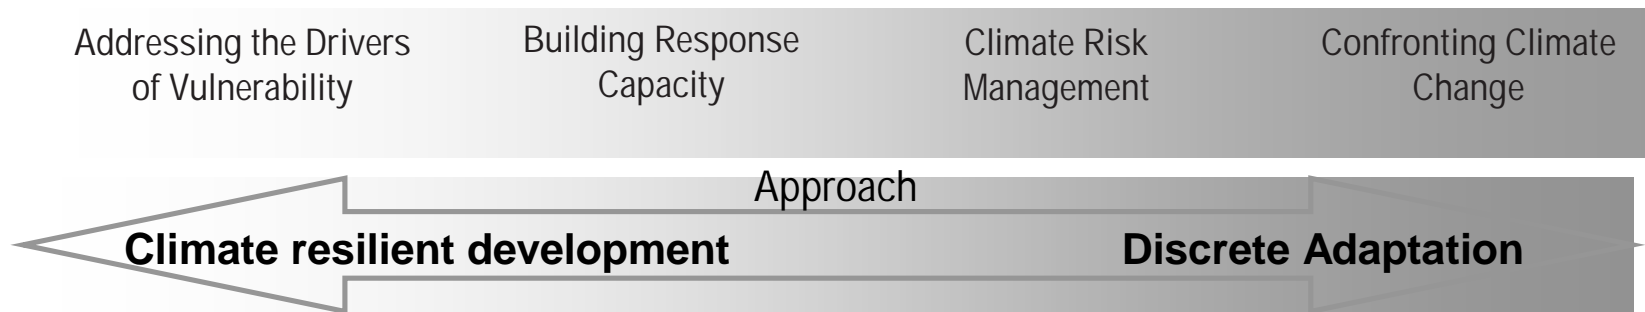 Addressing the Drivers
of Vulnerability
Building Response
Capacity
Climate Risk
Management
Confronting Climate
Change
Approach
Climate resilient development
Discrete Adaptation